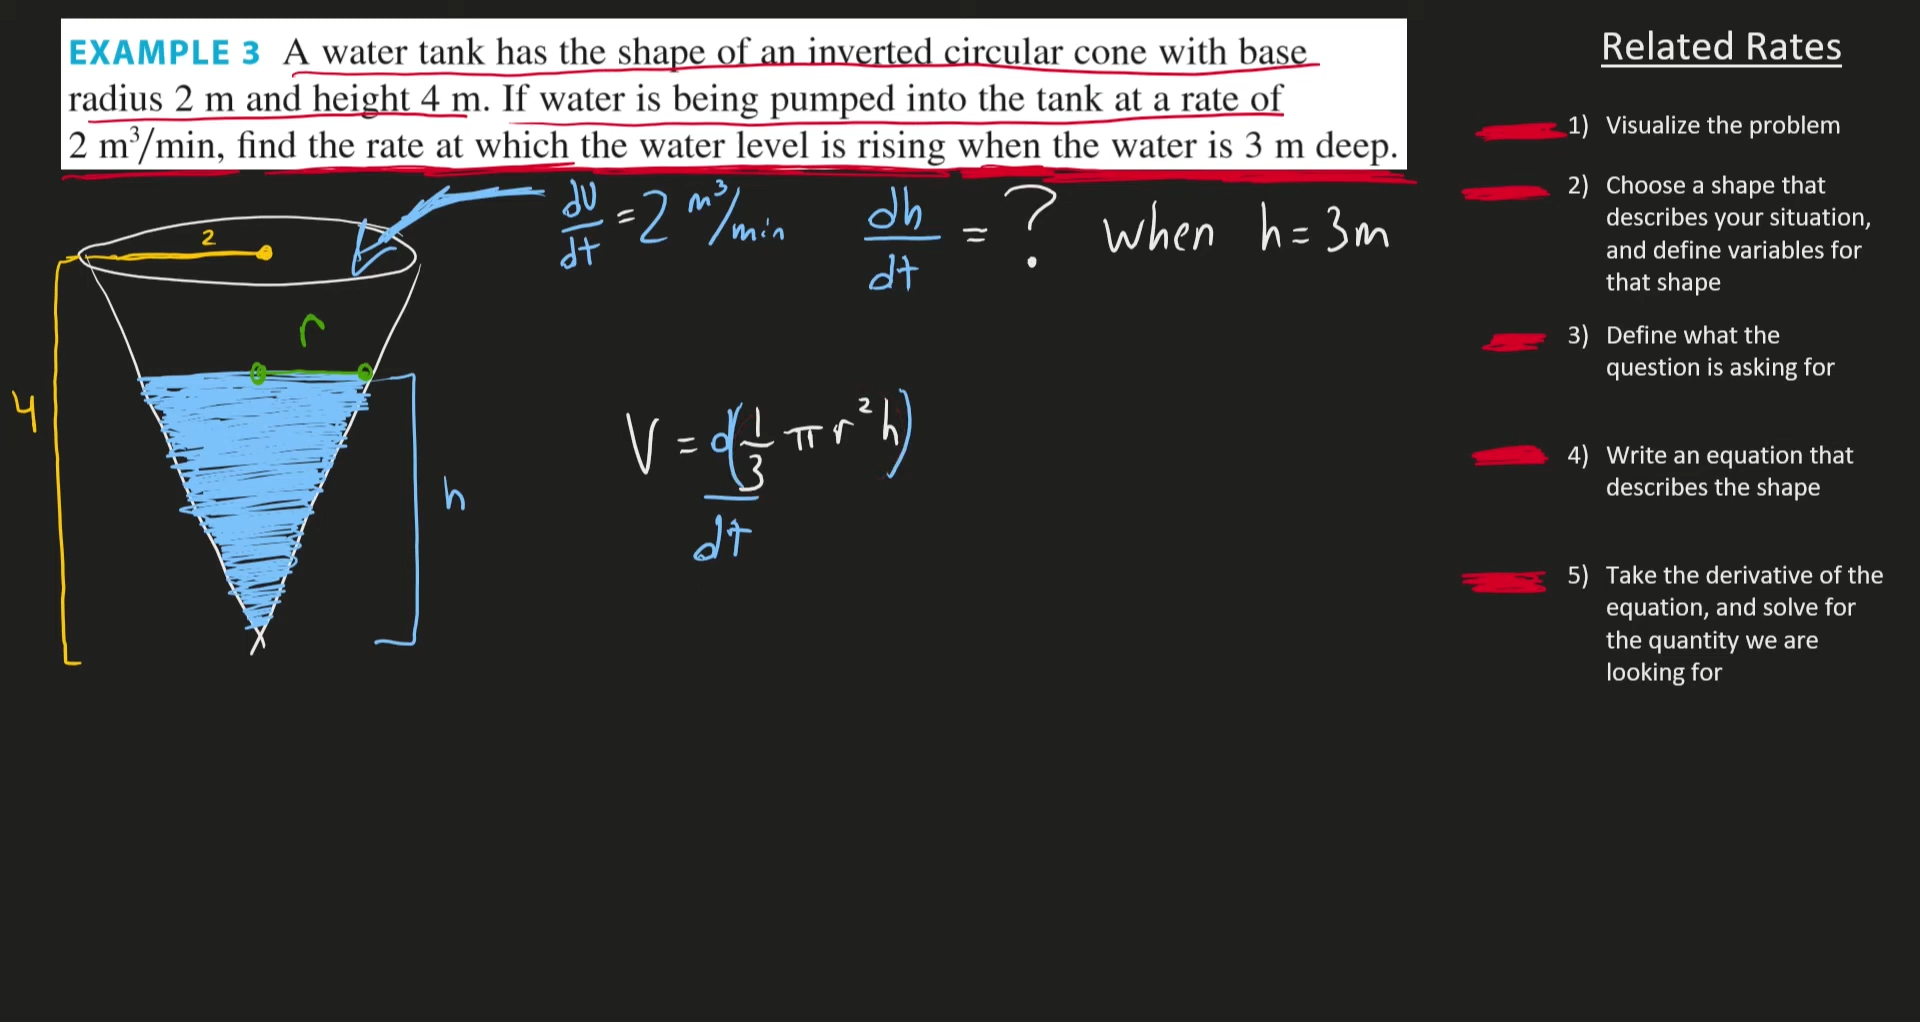 EXAMPLE 3 A water tank has the shape of an inverted circular cone with base
radius 2 m and height 4 m. If water is being pumped into the tank at a rate of
2 m³/min, find the rate at which the water level is rising when the water is 3 m deep.
dV/dt = 2 m³/min dh/dt = ? when h = 3m
2
r
4
h
V = d(1/3 π r² h)
dt
Related Rates
1) Visualize the problem
2) Choose a shape that
describes your situation,
and define variables for
that shape
3) Define what the
question is asking for
4) Write an equation that
describes the shape
5) Take the derivative of the
equation, and solve for
the quantity we are
looking for